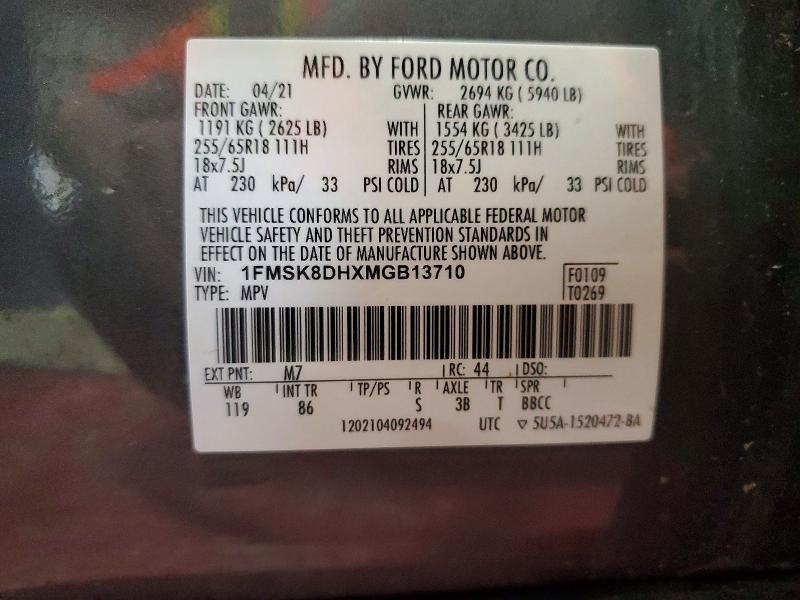 MFD. BY FORD MOTOR CO.
DATE: 04/21 GVWR: 2694 KG ( 5940 LB)
FRONT GAWR: REAR GAWR:
1191 KG ( 2625 LB) WITH 1554 KG ( 3425 LB) WITH
255/65R18 111H TIRES 255/65R18 111H TIRES
18x7.5J RIMS 18x7.5J RIMS
AT 230 kPa/ 33 PSI COLD AT 230 kPa/ 33 PSI COLD
THIS VEHICLE CONFORMS TO ALL APPLICABLE FEDERAL MOTOR
VEHICLE SAFETY AND THEFT PREVENTION STANDARDS IN
EFFECT ON THE DATE OF MANUFACTURE SHOWN ABOVE.
VIN: 1FMSK8DHXMGB13710 F0109
TYPE: MPV T0269
EXT PNT: M7 RC: 44 DSO:
WB INT TR TP/PS R AXLE TR SPR
119 86 S 3B T BBCC
1202104092494 UTC ▽ 5U5A-1520472-8A